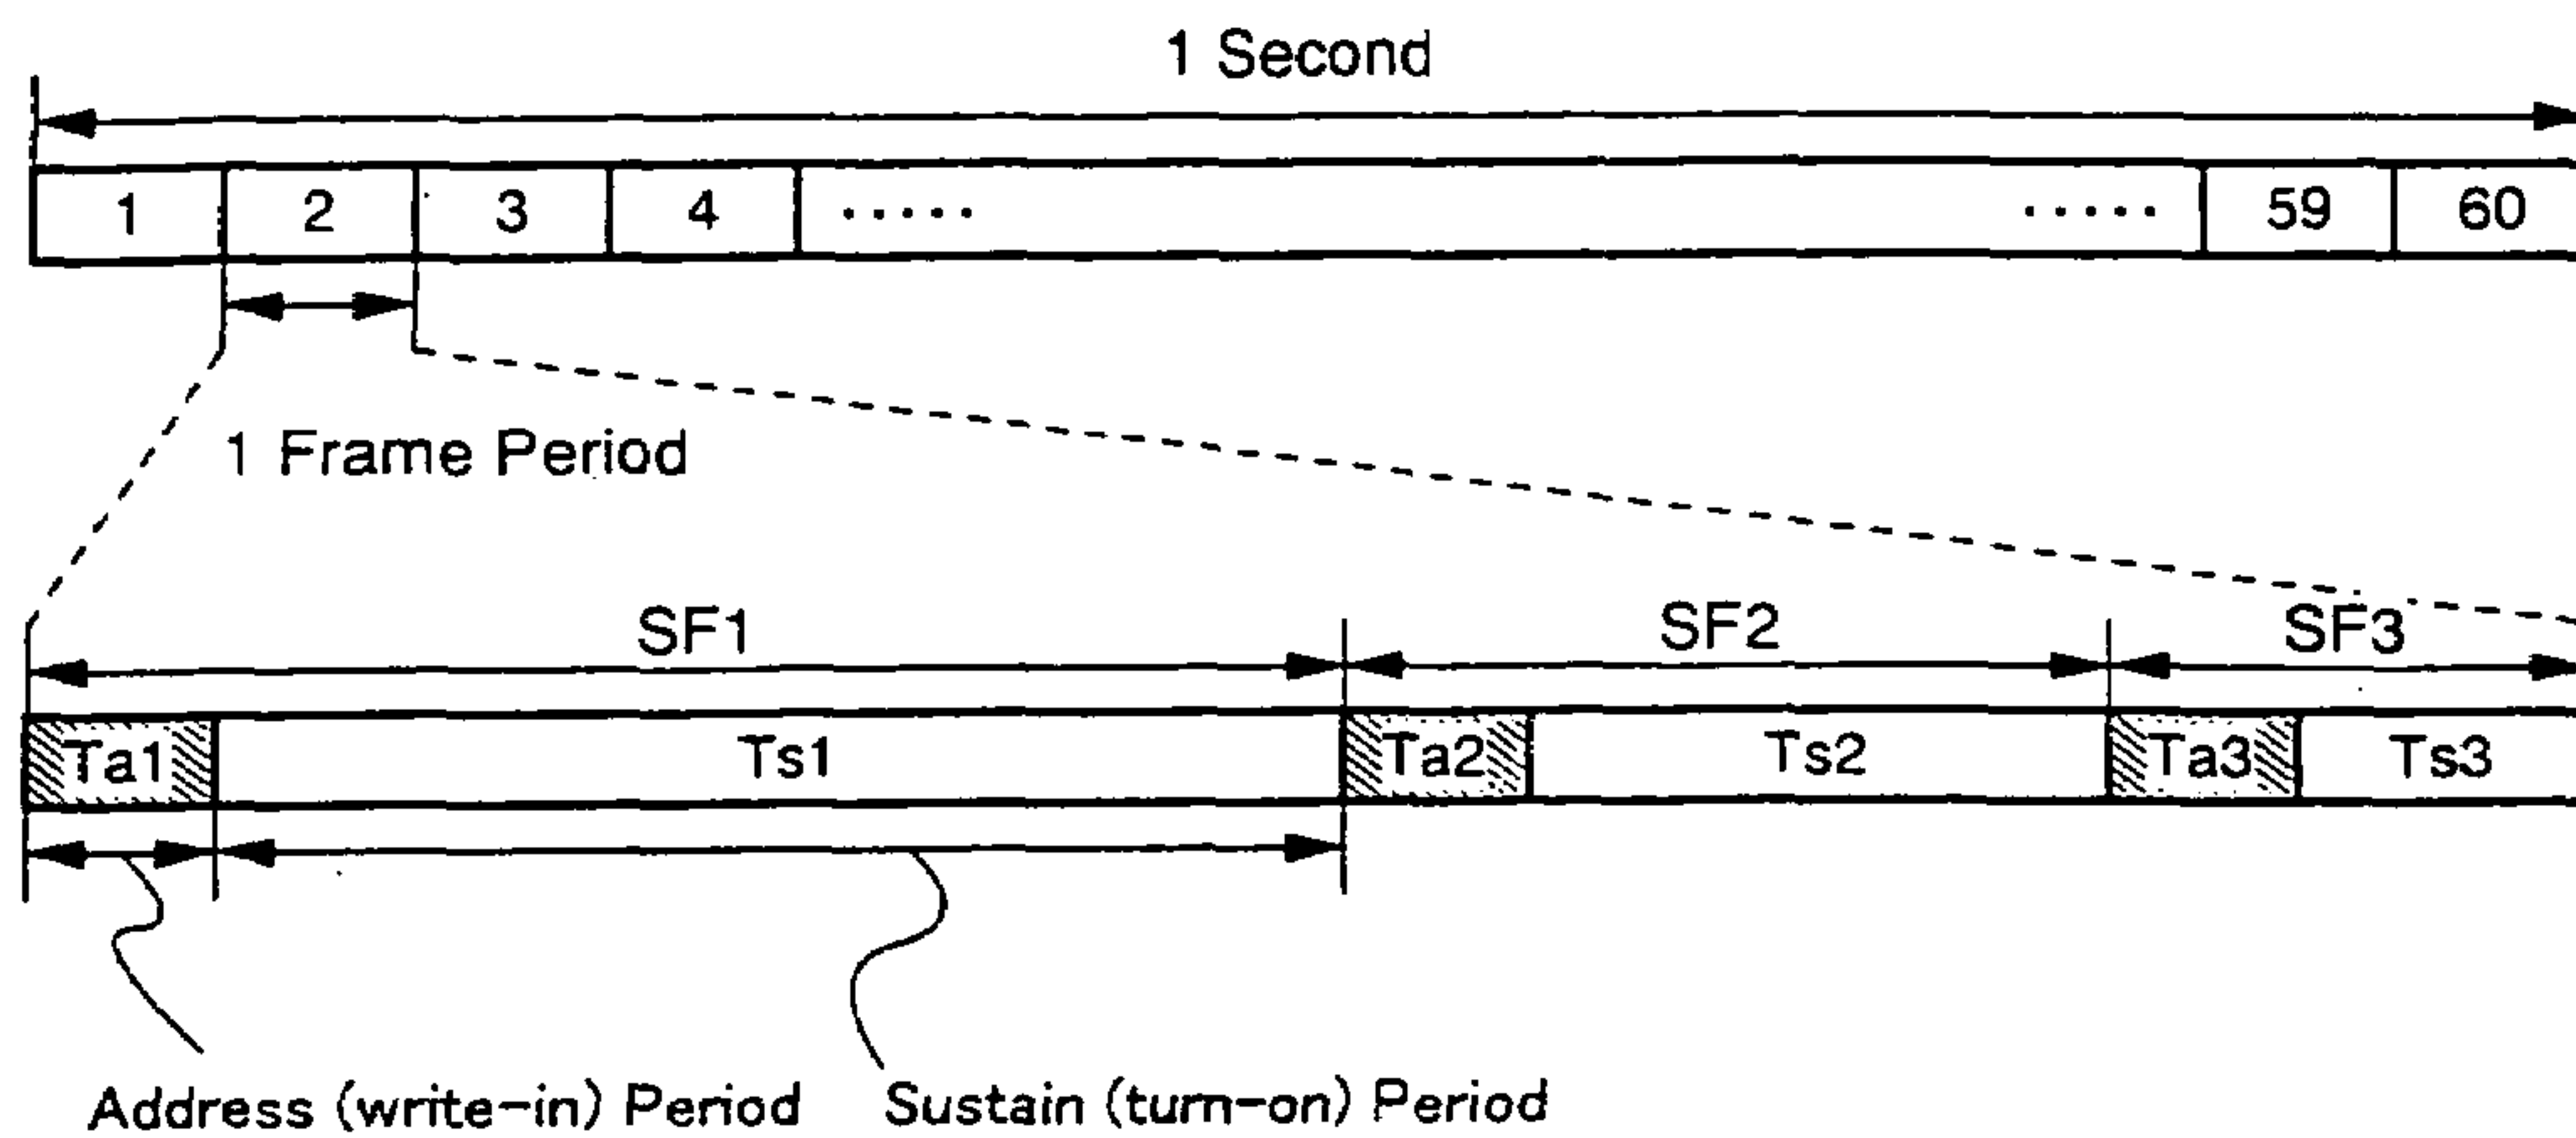 1 Second
1 2 3 4 ..... ..... 59 60
1 Frame Period
SF1 SF2 SF3
Ta1 Ts1 Ta2 Ts2 Ta3 Ts3
Address (write-in) Period Sustain (turn-on) Period